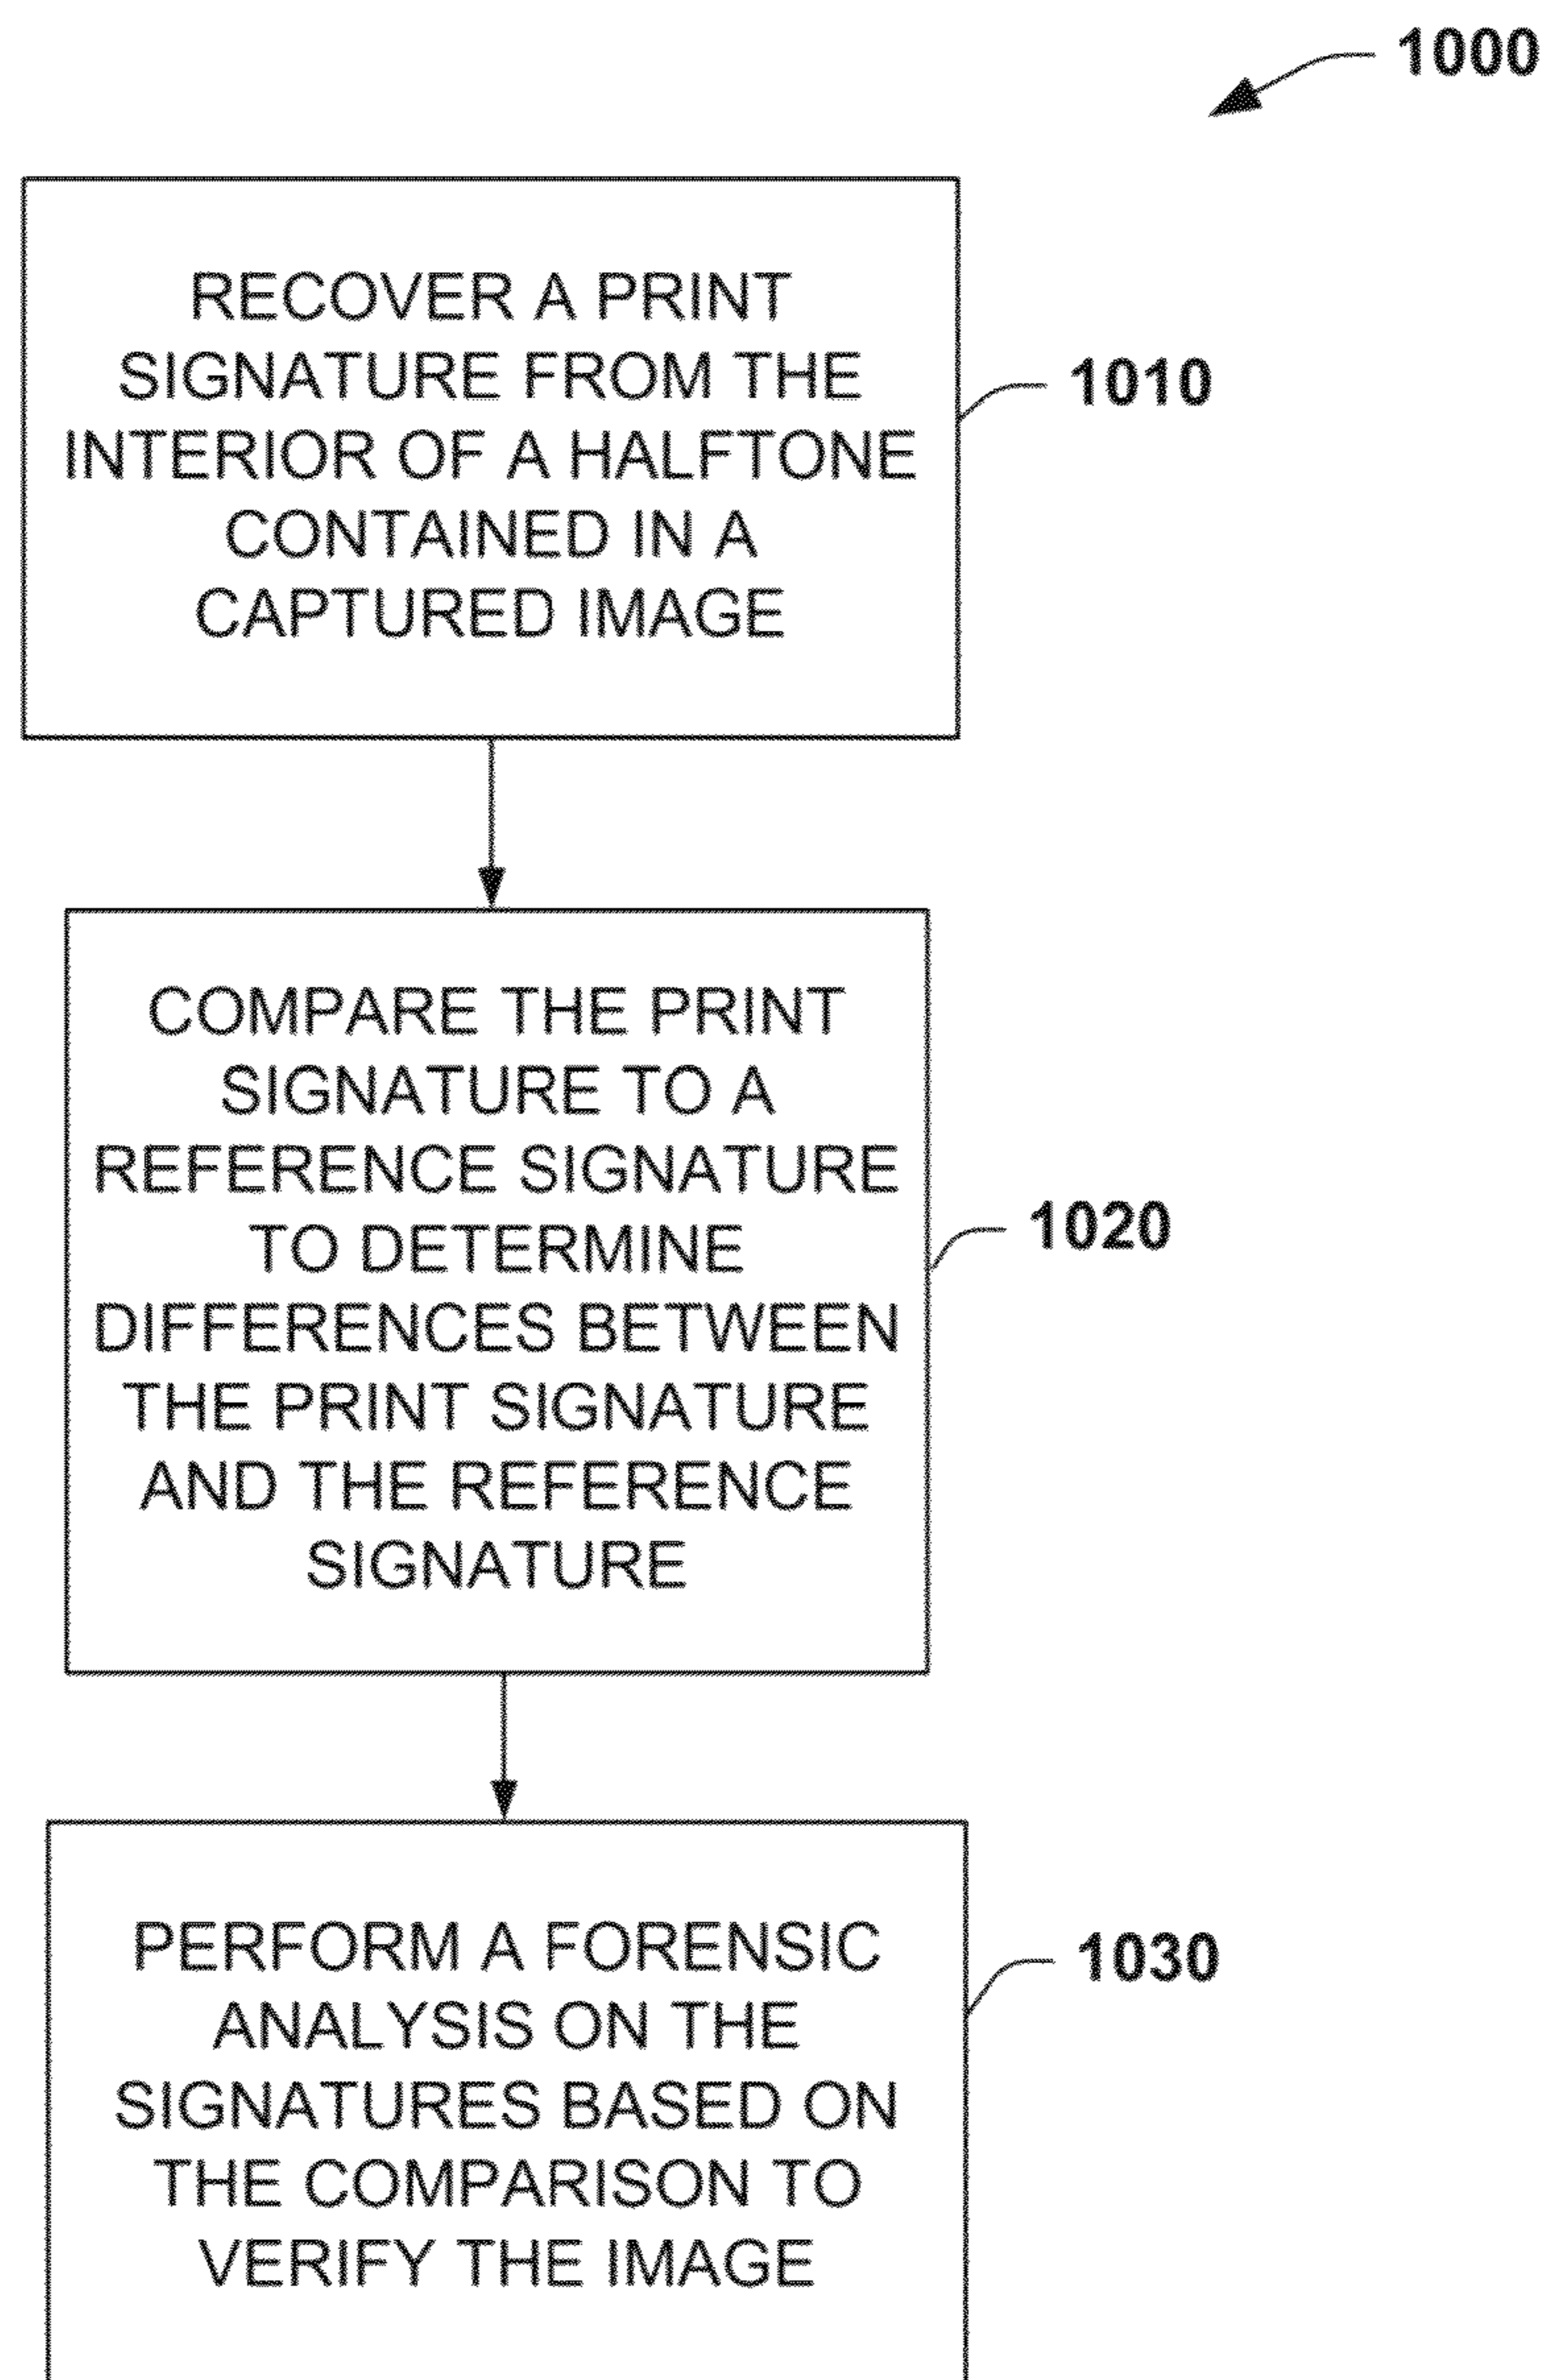 1000
RECOVER A PRINT
SIGNATURE FROM THE
INTERIOR OF A HALFTONE
CONTAINED IN A
CAPTURED IMAGE
1010
COMPARE THE PRINT
SIGNATURE TO A
REFERENCE SIGNATURE
TO DETERMINE
DIFFERENCES BETWEEN
THE PRINT SIGNATURE
AND THE REFERENCE
SIGNATURE
1020
PERFORM A FORENSIC
ANALYSIS ON THE
SIGNATURES BASED ON
THE COMPARISON TO
VERIFY THE IMAGE
1030